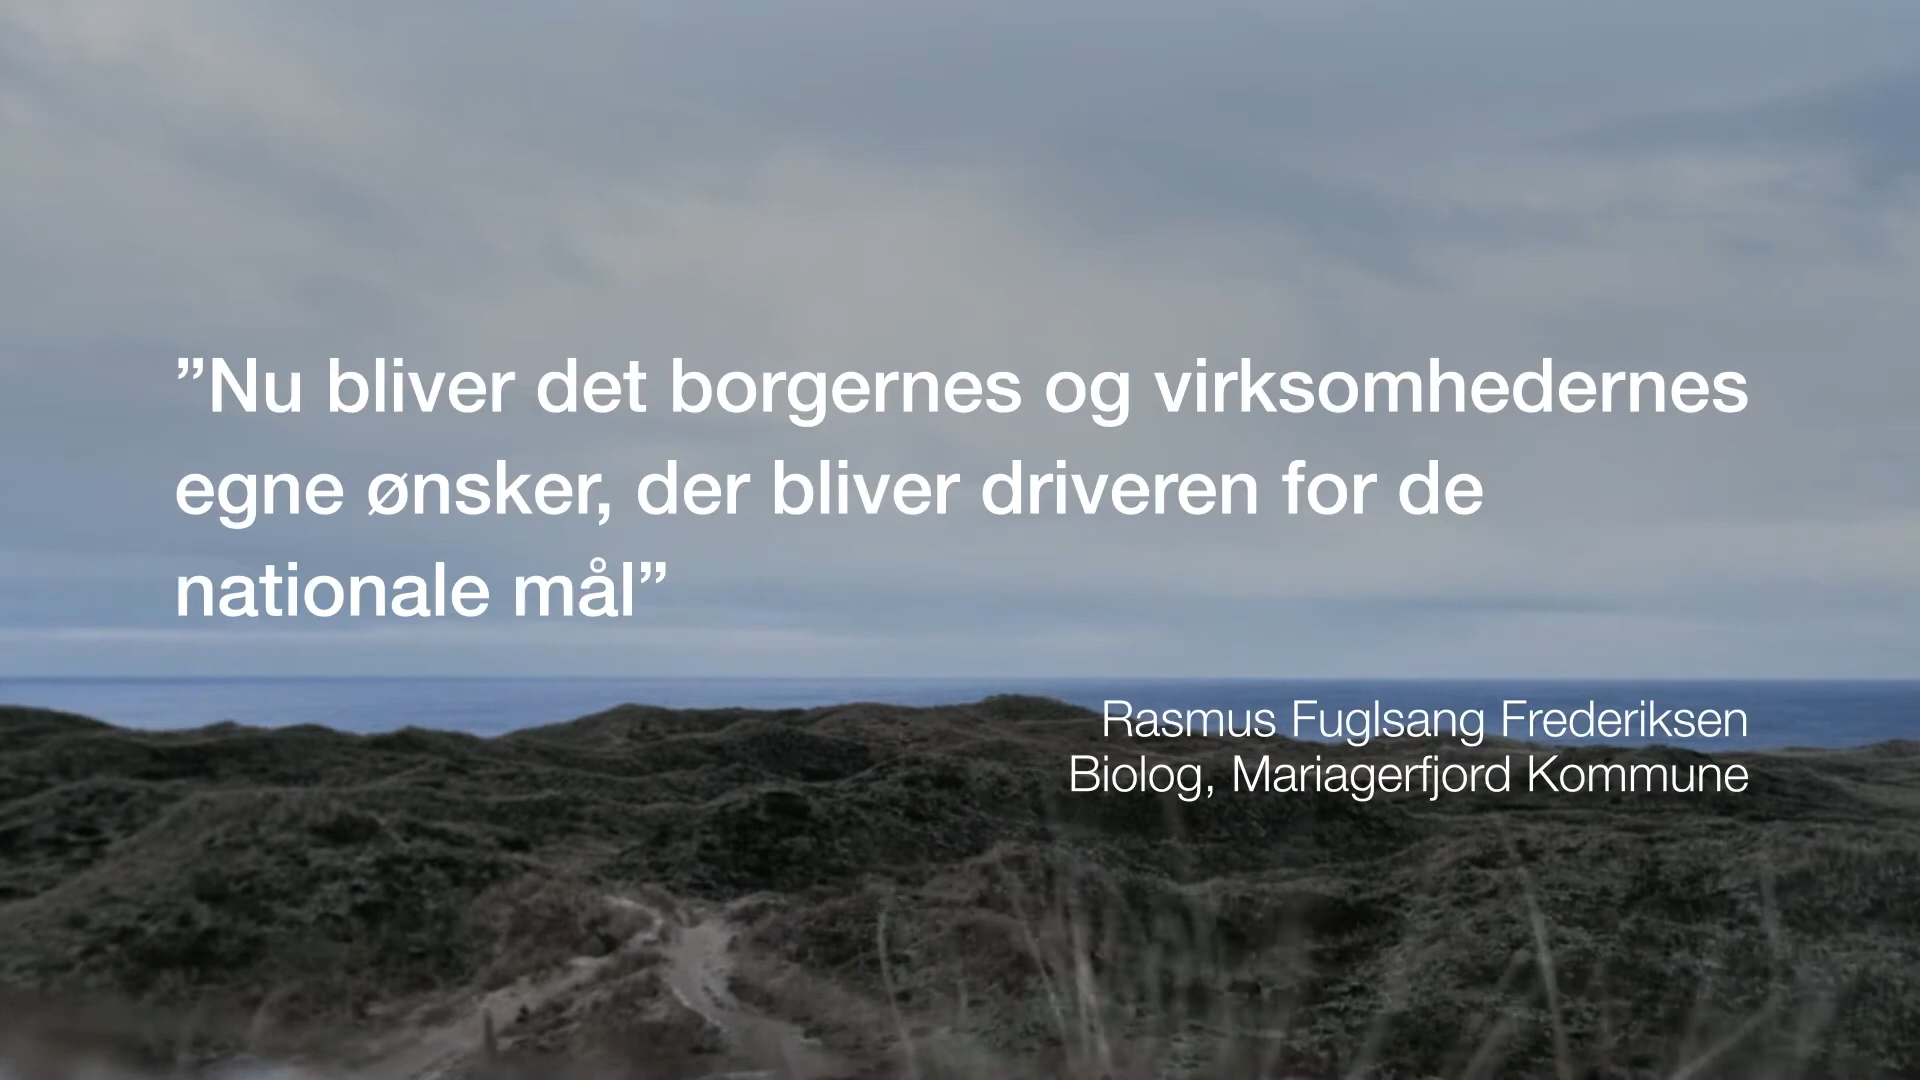 ”Nu bliver det borgernes og virksomhedernes
egne ønsker, der bliver driveren for de
nationale mål”
Rasmus Fuglsang Frederiksen
Biolog, Mariagerfjord Kommune